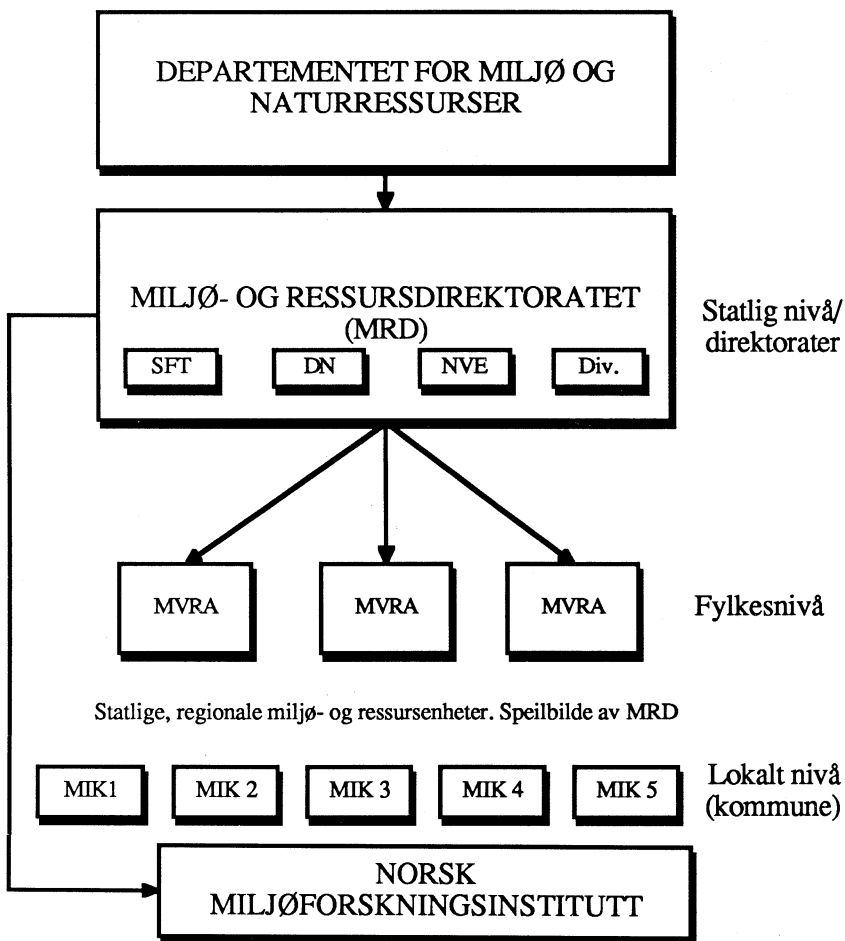 DEPARTEMENTET FOR MILJØ OG
NATURRESSURSER
MILJØ- OG RESSURSDIREKTORATET
(MRD)
SFT DN NVE Div.
Statlig nivå/
direktorater
MVRA MVRA MVRA
Fylkesnivå
Statlige, regionale miljø- og ressursenheter. Speilbilde av MRD
MIK1 MIK 2 MIK 3 MIK 4 MIK 5
Lokalt nivå
(kommune)
NORSK
MILJØFORSKNINGSINSTITUTT